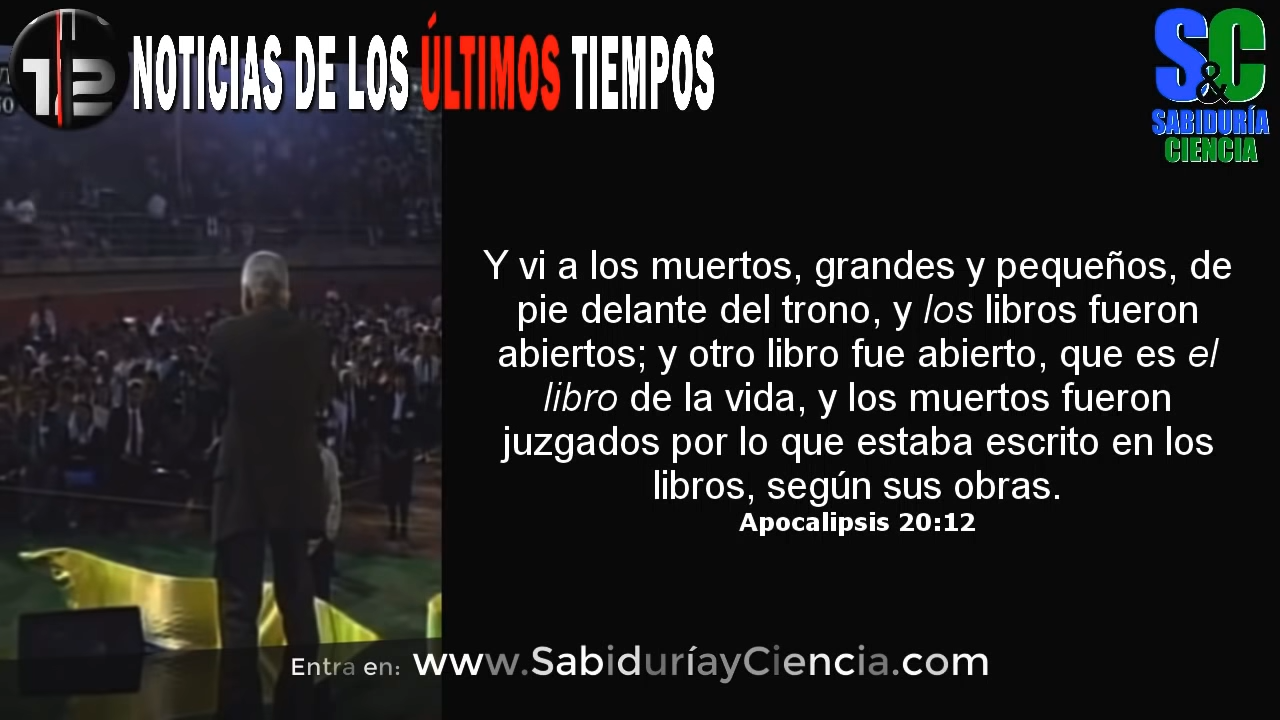 12 NOTICIAS DE LOS ÚLTIMOS TIEMPOS
S&C
SABIDURÍA
CIENCIA
Y vi a los muertos, grandes y pequeños, de
pie delante del trono, y los libros fueron
abiertos; y otro libro fue abierto, que es el
libro de la vida, y los muertos fueron
juzgados por lo que estaba escrito en los
libros, según sus obras.
Apocalipsis 20:12
Entra en: www.SabiduríayCiencia.com